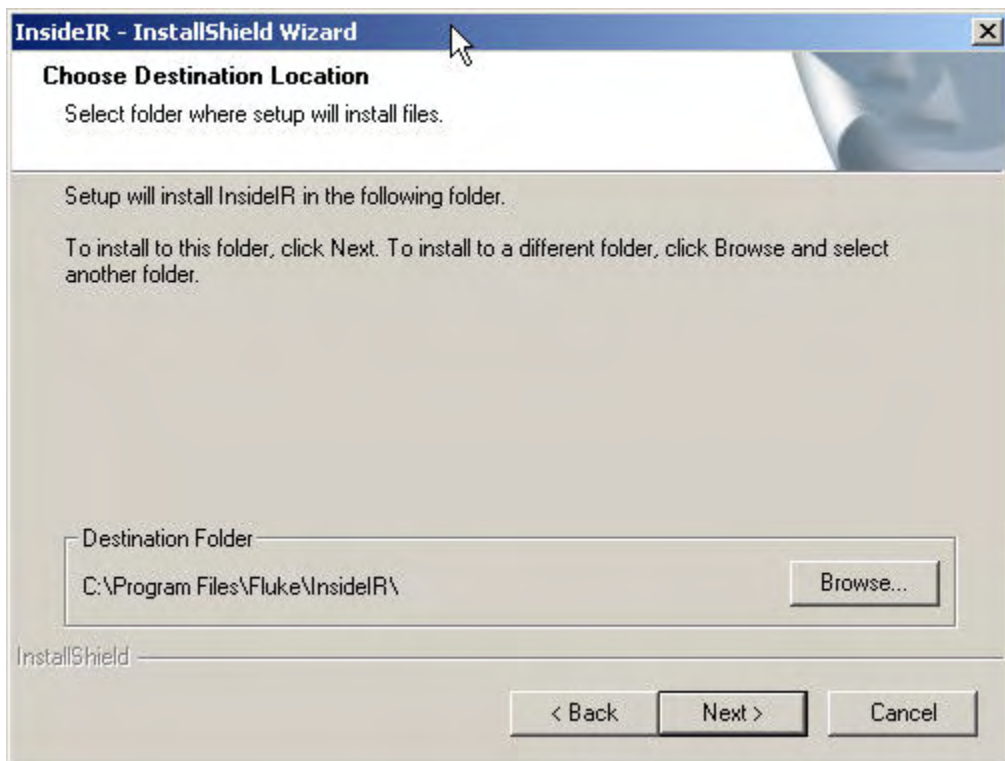 InsideIR - InstallShield Wizard
Choose Destination Location
Select folder where setup will install files.
Setup will install InsideIR in the following folder.
To install to this folder, click Next. To install to a different folder, click Browse and select
another folder.
Destination Folder
C:\Program Files\Fluke\InsideIR\
Browse...
InstallShield
< Back
Next >
Cancel